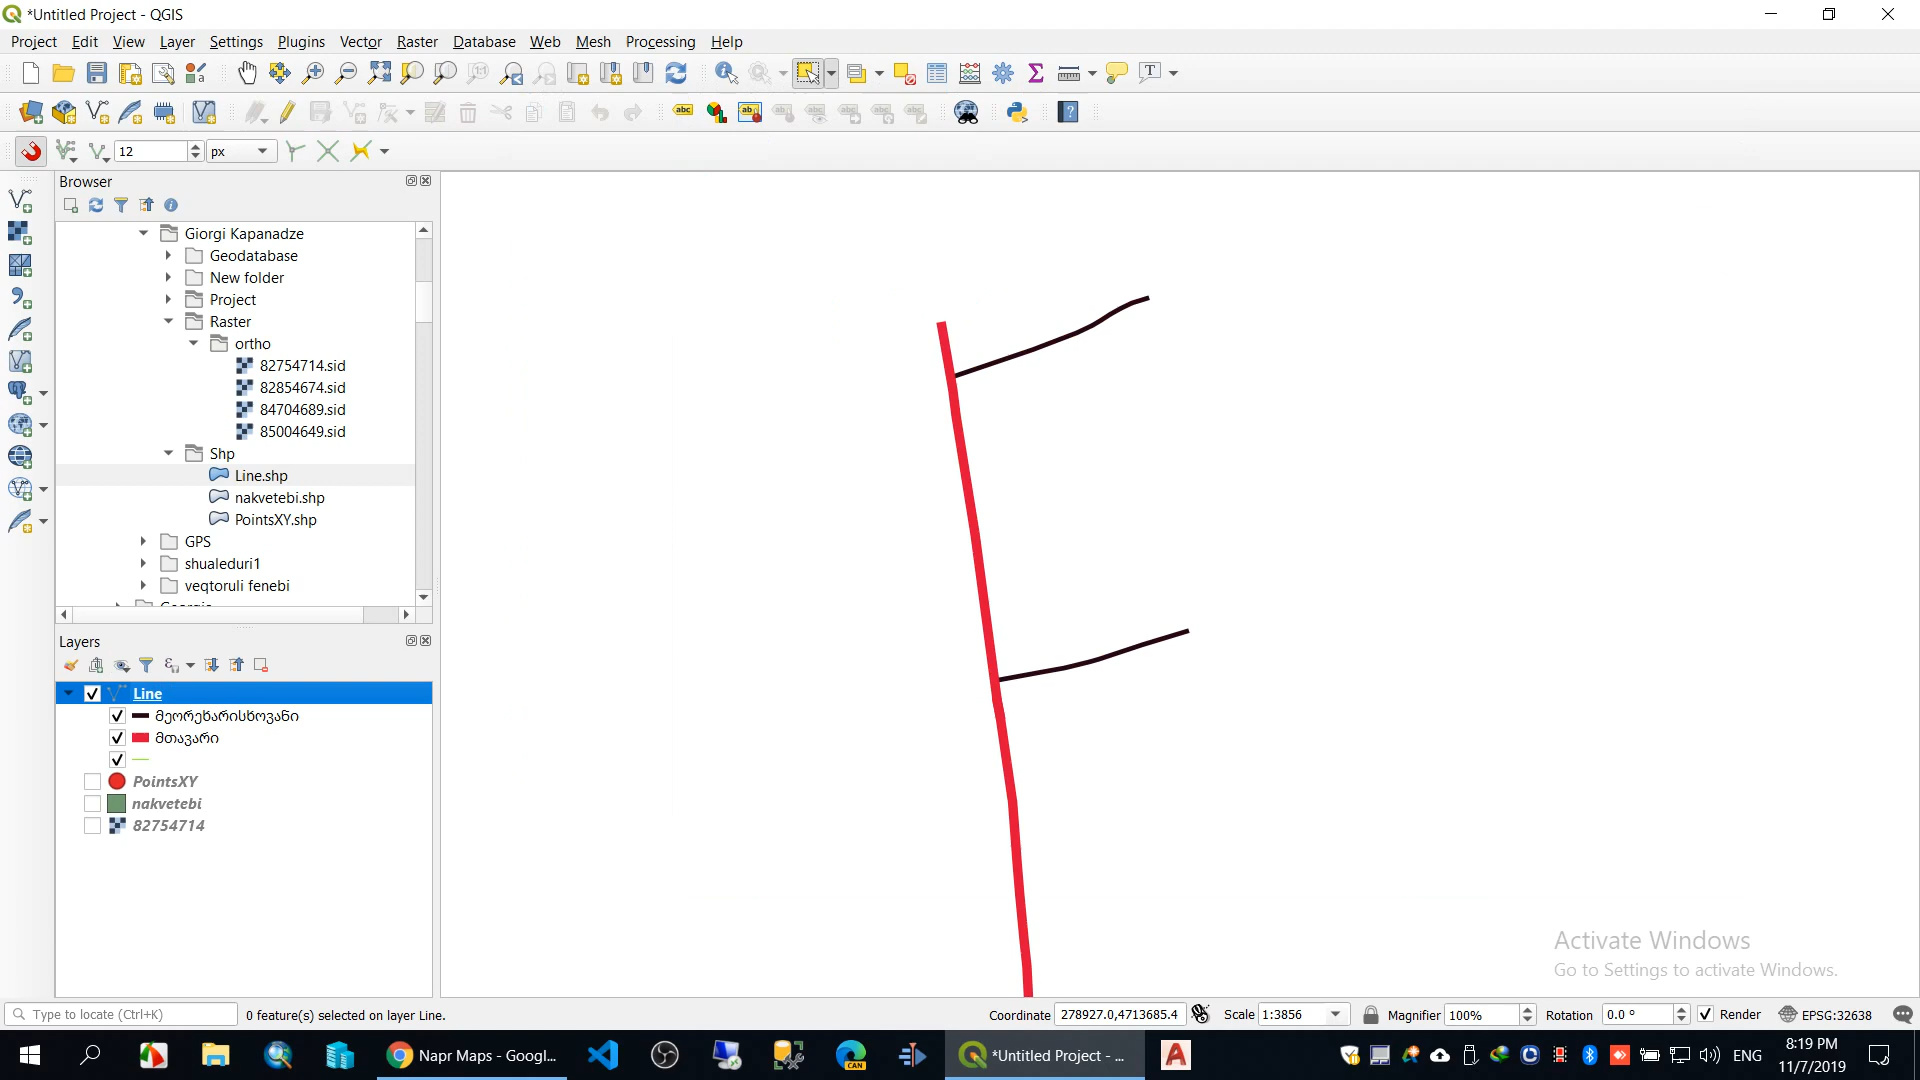 *Untitled Project - QGIS
Project Edit View Layer Settings Plugins Vector Raster Database Web Mesh Processing Help
12 px
Browser
Giorgi Kapanadze
Geodatabase
New folder
Project
Raster
ortho
82754714.sid
82854674.sid
84704689.sid
85004649.sid
Shp
Line.shp
nakvetebi.shp
PointsXY.shp
GPS
shualeduri1
veqtoruli fenebi
Layers
Line
მეორეხარისხოვანი
მთავარი
PointsXY
nakvetebi
82754714
Activate Windows
Go to Settings to activate Windows.
Type to locate (Ctrl+K) 0 feature(s) selected on layer Line. Coordinate 278927.0,4713685.4 Scale 1:3856 Magnifier 100% Rotation 0.0 ° Render EPSG:32638
Napr Maps - Googl... *Untitled Project - ... ENG 8:19 PM
11/7/2019